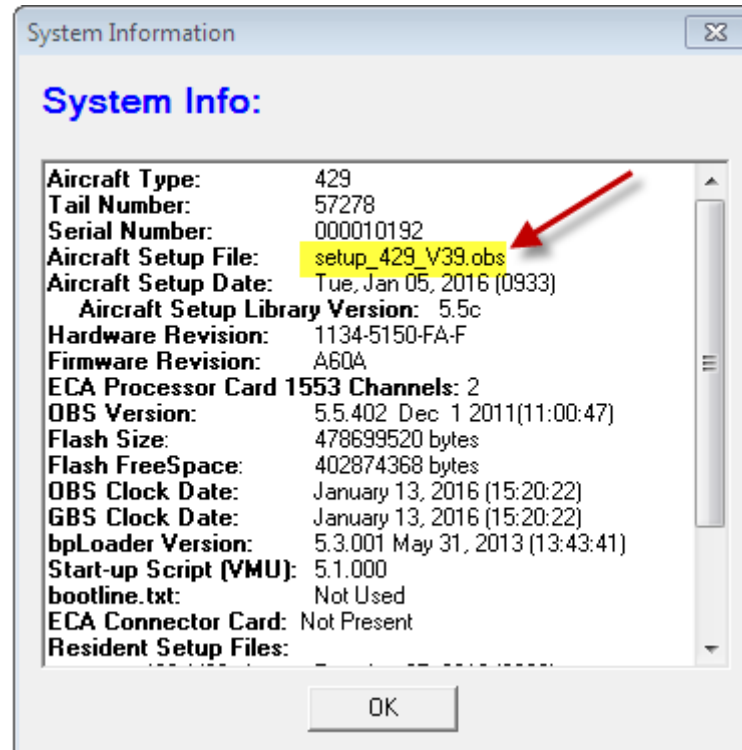 System Information
System Info:
Aircraft Type: 429
Tail Number: 57278
Serial Number: 000010192
Aircraft Setup File: setup_429_V39.obs
Aircraft Setup Date: Tue, Jan 05, 2016 (0933)
Aircraft Setup Library Version: 5.5c
Hardware Revision: 1134-5150-FA-F
Firmware Revision: A60A
ECA Processor Card 1553 Channels: 2
OBS Version: 5.5.402 Dec 1 2011(11:00:47)
Flash Size: 478699520 bytes
Flash FreeSpace: 402874368 bytes
OBS Clock Date: January 13, 2016 (15:20:22)
GBS Clock Date: January 13, 2016 (15:20:22)
bpLoader Version: 5.3.001 May 31, 2013 (13:43:41)
Start-up Script (VMU): 5.1.000
bootline.txt: Not Used
ECA Connector Card: Not Present
Resident Setup Files:
OK